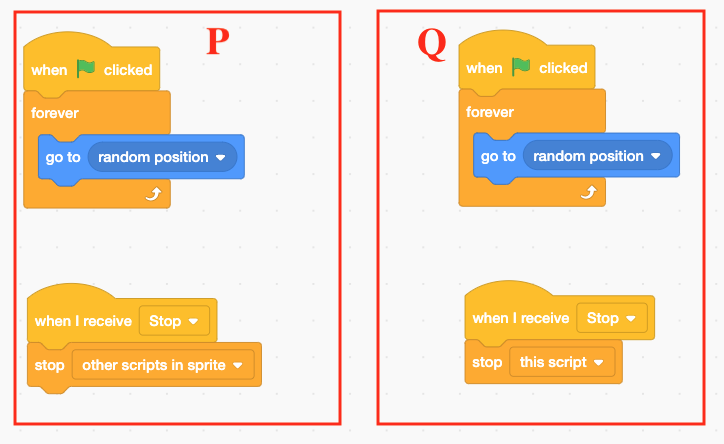 P
when clicked
forever
go to random position
when I receive Stop
stop other scripts in sprite
Q
when clicked
forever
go to random position
when I receive Stop
stop this script